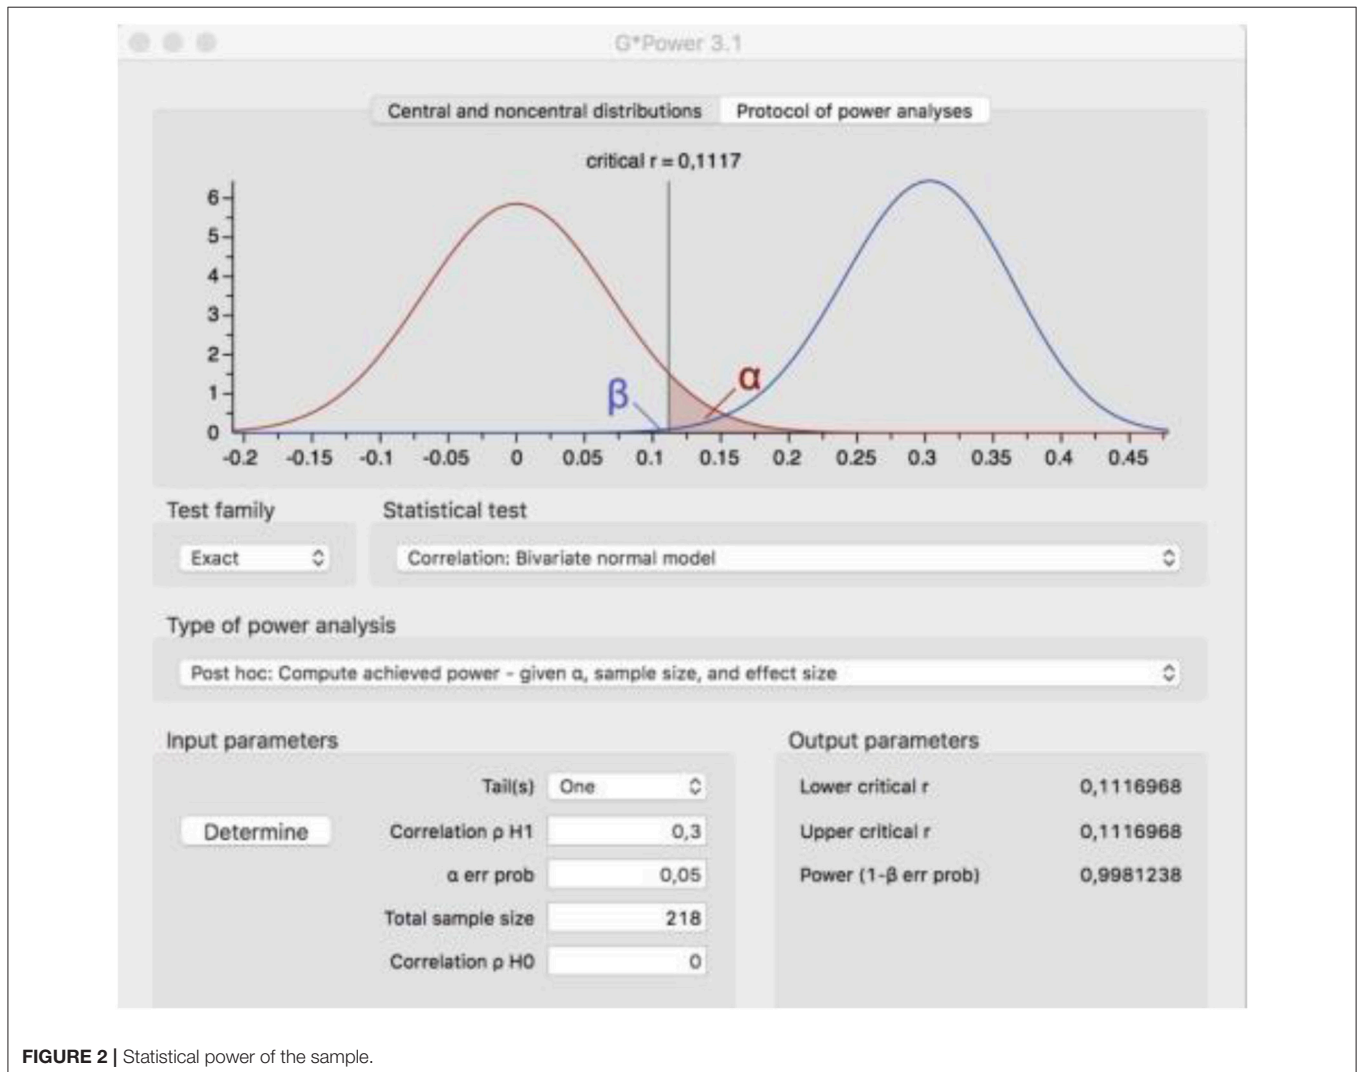 G*Power 3.1
Central and noncentral distributions Protocol of power analyses
critical r = 0,1117
6
5
4
3
2
1
0
β
α
-0.2 -0.15 -0.1 -0.05 0 0.05 0.1 0.15 0.2 0.25 0.3 0.35 0.4 0.45
Test family Statistical test
Exact Correlation: Bivariate normal model
Type of power analysis
Post hoc: Compute achieved power - given α, sample size, and effect size
Input parameters Output parameters
Tail(s) One Lower critical r 0,1116968
Determine Correlation ρ H1 0,3 Upper critical r 0,1116968
α err prob 0,05 Power (1-β err prob) 0,9981238
Total sample size 218
Correlation ρ H0 0
FIGURE 2 | Statistical power of the sample.